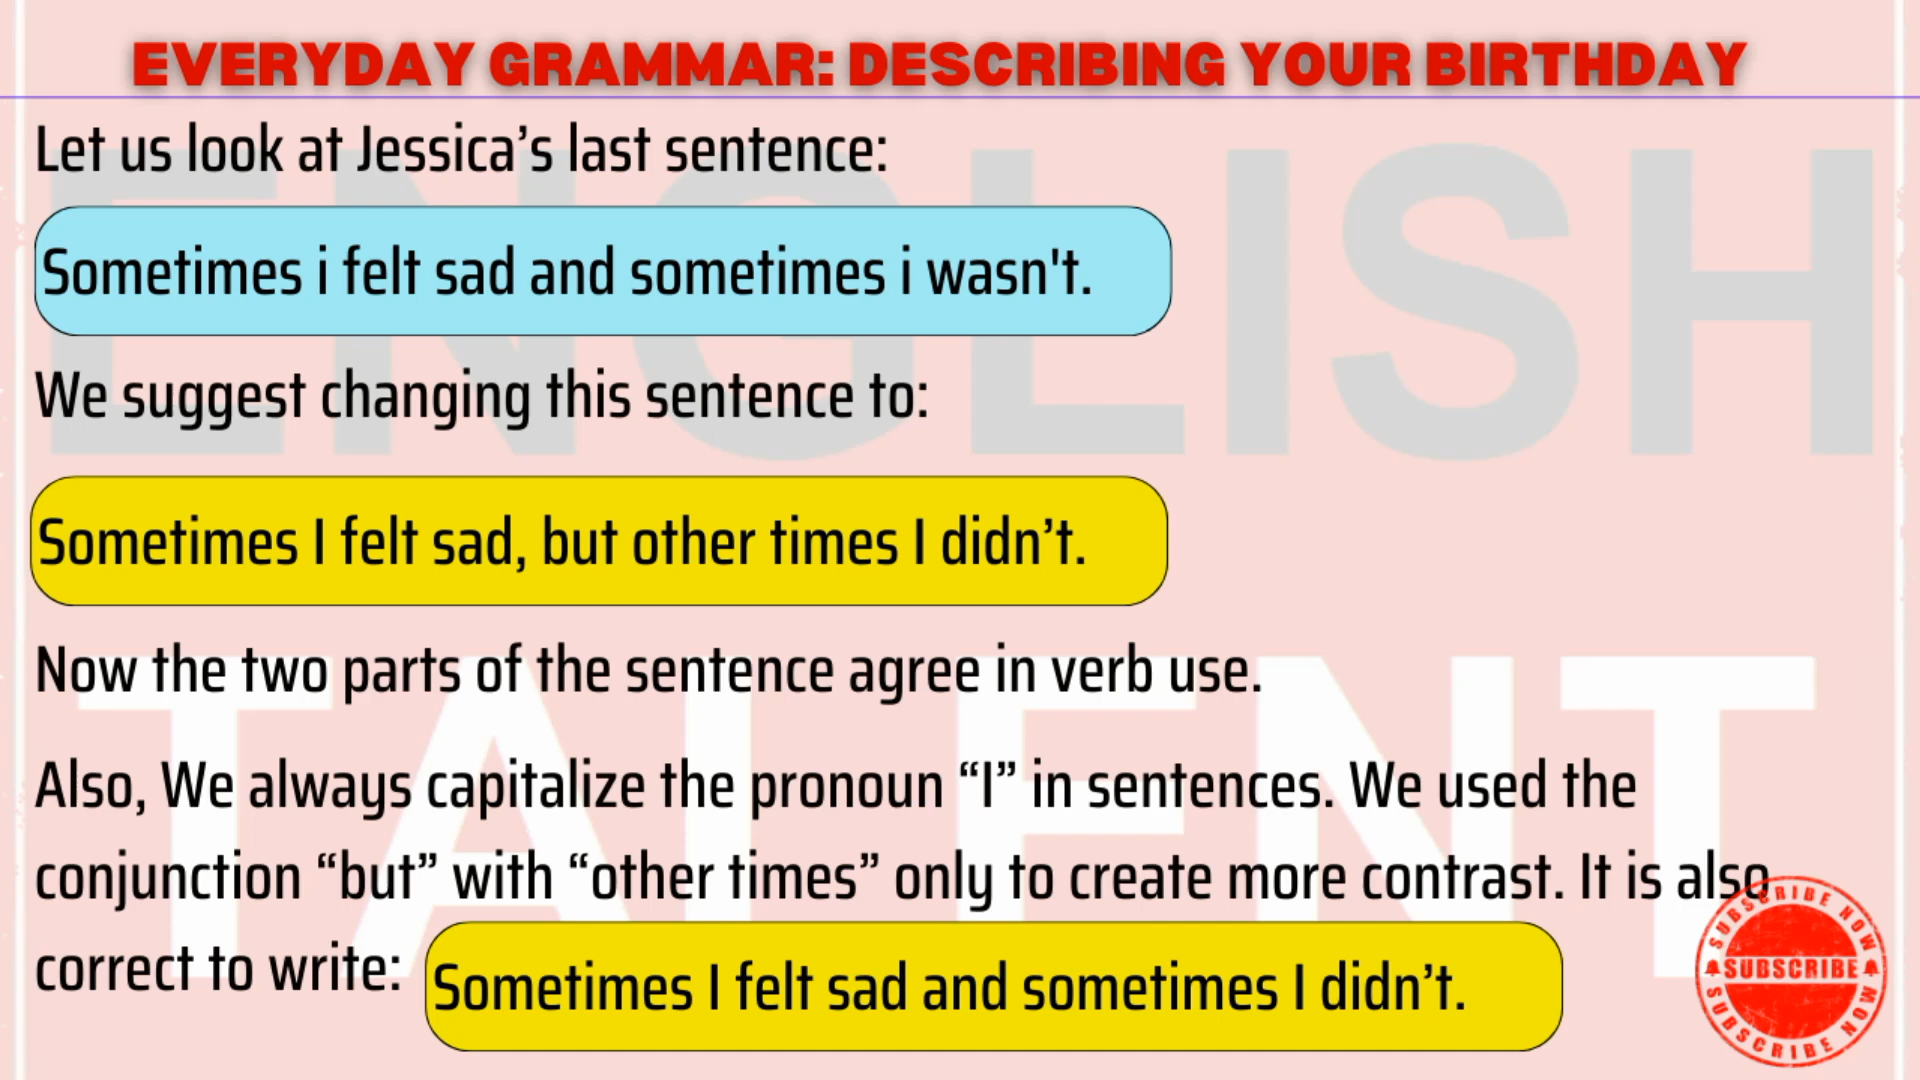 EVERYDAY GRAMMAR: DESCRIBING YOUR BIRTHDAY
Let us look at Jessica’s last sentence:
Sometimes i felt sad and sometimes i wasn't.
We suggest changing this sentence to:
Sometimes I felt sad, but other times I didn’t.
Now the two parts of the sentence agree in verb use.
Also, We always capitalize the pronoun “I” in sentences. We used the
conjunction “but” with “other times” only to create more contrast. It is also
correct to write:
Sometimes I felt sad and sometimes I didn’t.
ENGLISH
TALENT
SUBSCRIBE NOW
SUBSCRIBE
SUBSCRIBE NOW